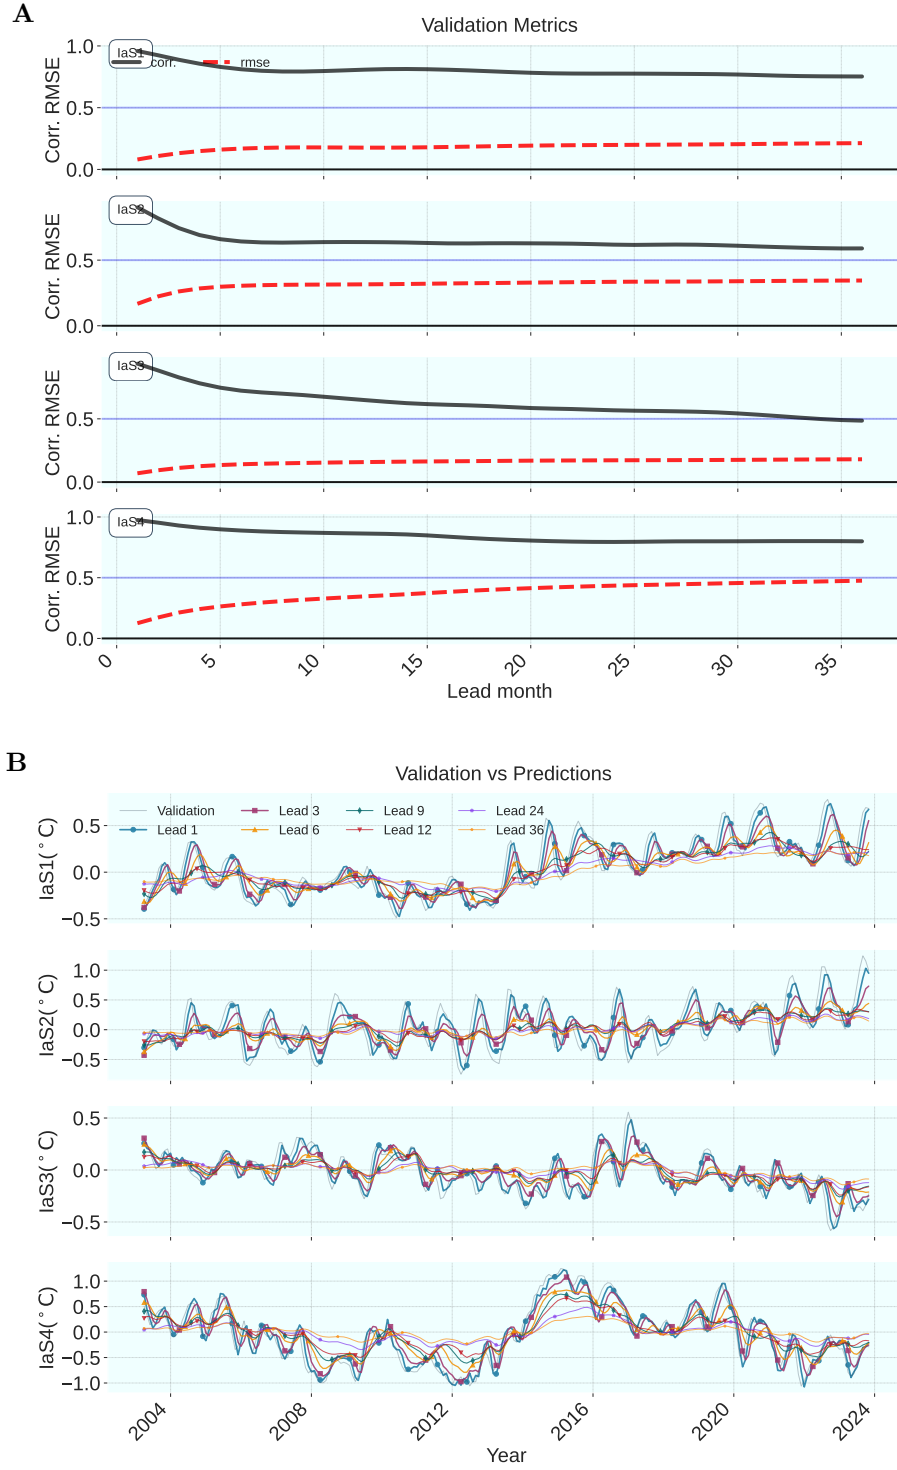 A
Validation Metrics
Corr. RMSE
1.0
0.5
0.0
IaS1
corr.
rmse
Corr. RMSE
0.5
0.0
IaS2
Corr. RMSE
0.5
0.0
IaS3
Corr. RMSE
1.0
0.5
0.0
IaS4
0 5 10 15 20 25 30 35
Lead month
B
Validation vs Predictions
IaS1(°C)
0.5
0.0
−0.5
Validation Lead 3 Lead 9 Lead 24
Lead 1 Lead 6 Lead 12 Lead 36
IaS2(°C)
1.0
0.5
0.0
−0.5
IaS3(°C)
0.5
0.0
−0.5
IaS4(°C)
1.0
0.5
0.0
−0.5
−1.0
2004 2008 2012 2016 2020 2024
Year